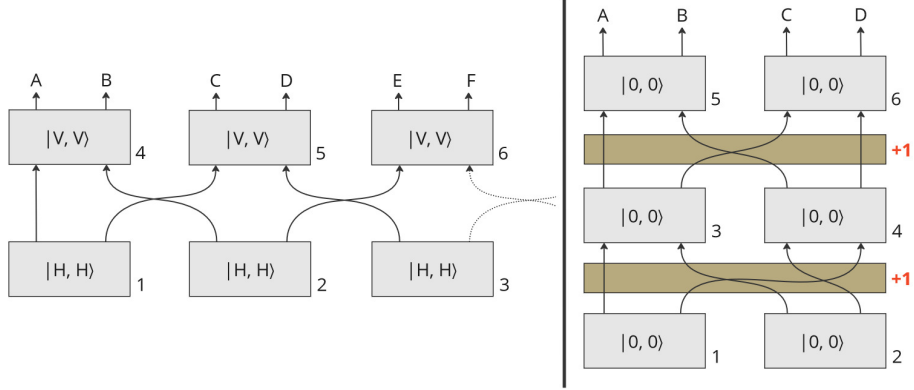 A B C D E F
|V, V⟩ 4 |V, V⟩ 5 |V, V⟩ 6
|H, H⟩ 1 |H, H⟩ 2 |H, H⟩ 3
A B C D
|0, 0⟩ 5 |0, 0⟩ 6
+1
|0, 0⟩ 3 |0, 0⟩ 4
+1
|0, 0⟩ 1 |0, 0⟩ 2